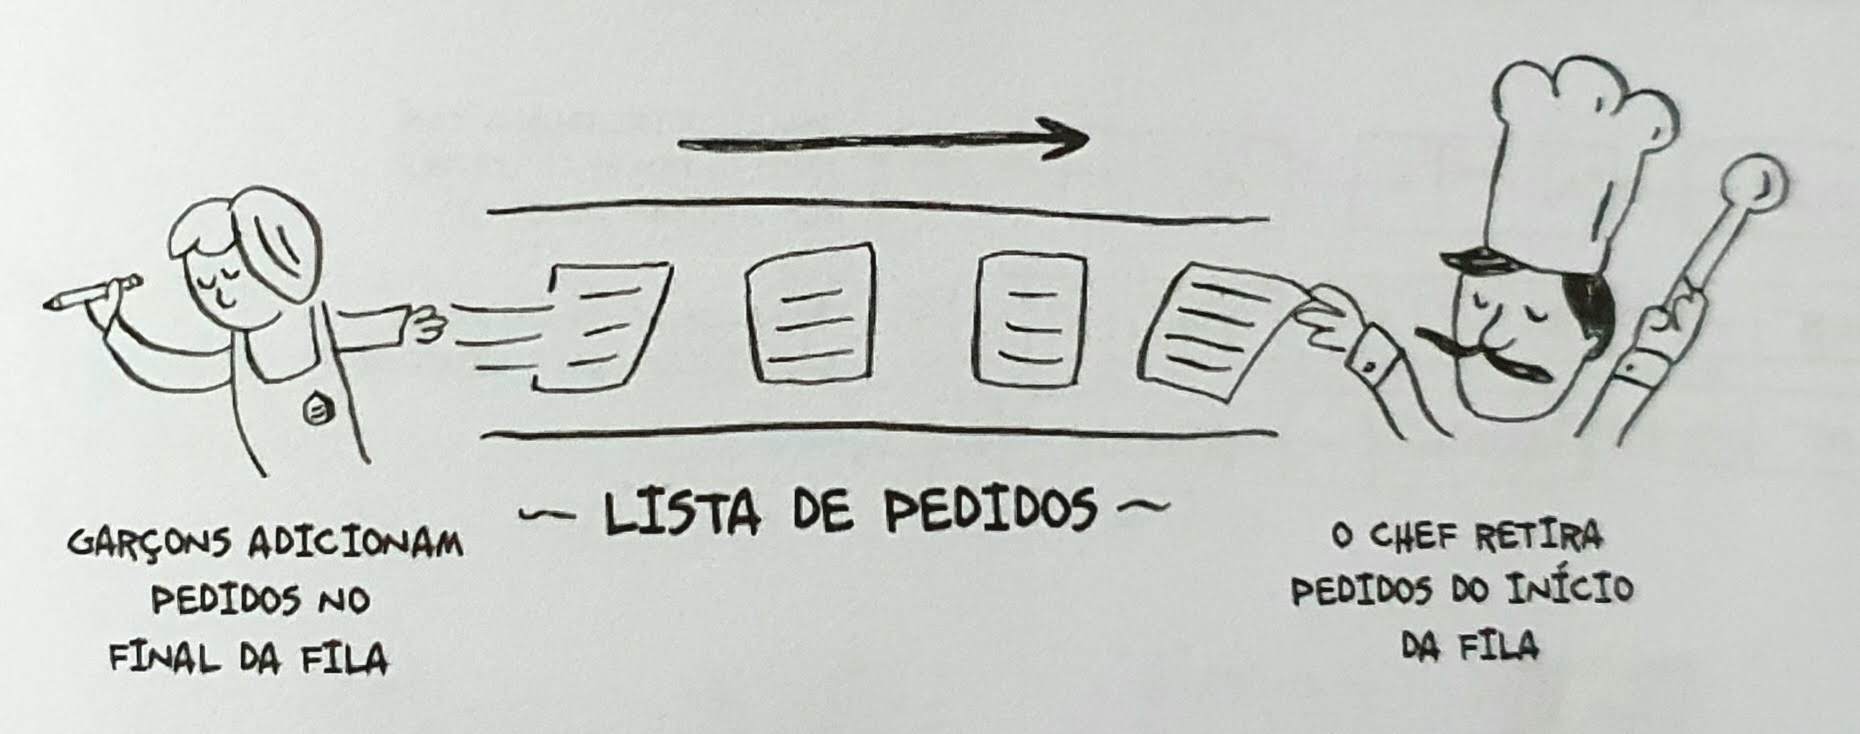 ~ LISTA DE PEDIDOS ~
GARÇONS ADICIONAM
PEDIDOS NO
FINAL DA FILA
O CHEF RETIRA
PEDIDOS DO INÍCIO
DA FILA